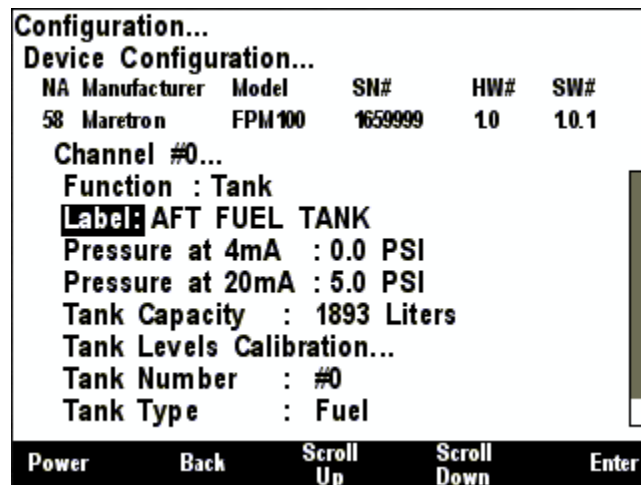 Configuration...
Device Configuration...
NA Manufacturer Model SN# HW# SW#
58 Maretron FPM100 1659999 1.0 1.0.1
Channel #0...
Function : Tank
Label: AFT FUEL TANK
Pressure at 4mA : 0.0 PSI
Pressure at 20mA : 5.0 PSI
Tank Capacity : 1893 Liters
Tank Levels Calibration...
Tank Number : #0
Tank Type : Fuel
Power Back Scroll Up Scroll Down Enter